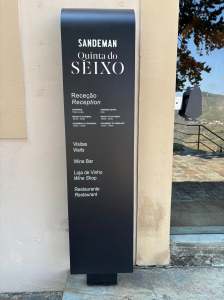 SANDEMAN
Quinta do
SEIXO
Receção
Reception
Visitas
Visits
Wine Bar
Loja de Vinho
Wine Shop
Restaurante
Restaurant